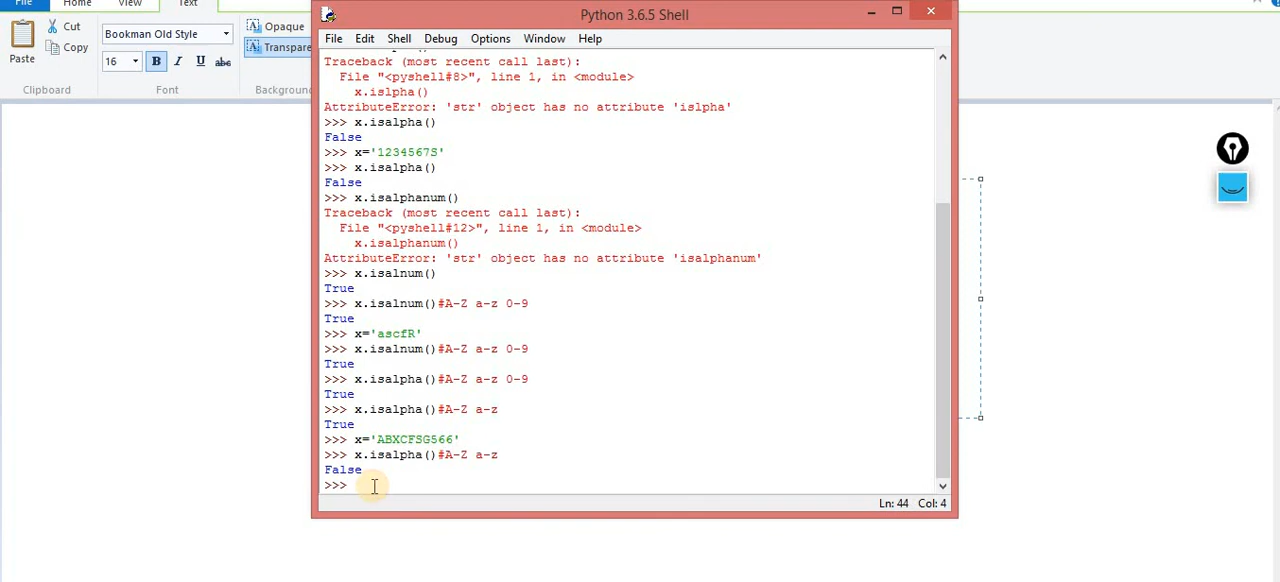 File
Home
View
Text
Cut
Copy
Paste
Clipboard
Bookman Old Style
16
B I U abc
Font
Opaque
Transpare
Background
Python 3.6.5 Shell
File Edit Shell Debug Options Window Help
Traceback (most recent call last):
File "<pyshell#8>", line 1, in <module>
x.islpha()
AttributeError: 'str' object has no attribute 'islpha'
>>> x.isalpha()
False
>>> x='1234567S'
>>> x.isalpha()
False
>>> x.isalphanum()
Traceback (most recent call last):
File "<pyshell#12>", line 1, in <module>
x.isalphanum()
AttributeError: 'str' object has no attribute 'isalphanum'
>>> x.isalnum()
True
>>> x.isalnum()#A-Z a-z 0-9
True
>>> x='ascfR'
>>> x.isalnum()#A-Z a-z 0-9
True
>>> x.isalpha()#A-Z a-z 0-9
True
>>> x.isalpha()#A-Z a-z
True
>>> x='ABXCFSG566'
>>> x.isalpha()#A-Z a-z
False
>>>
Ln: 44 Col: 4